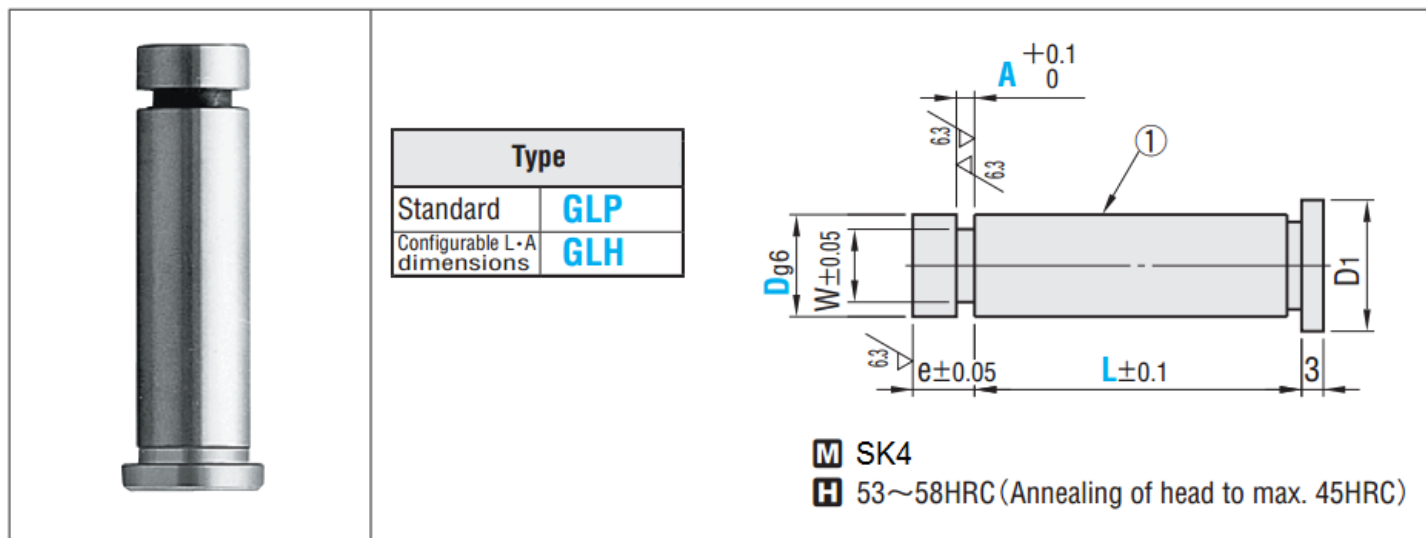 Type
Standard GLP
Configurable L・A
dimensions GLH
A +0.1
0
6.3
6.3
①
Dg6
W±0.05
D1
6.3
e±0.05
L±0.1
3
M SK4
H 53～58HRC(Annealing of head to max. 45HRC)